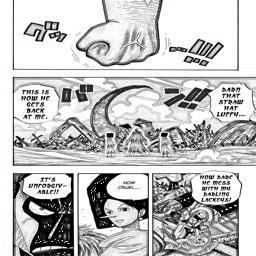 THIS IS
HOW HE
GETS
BACK
AT ME.
DARN
THAT
STRAW
HAT
LUFFY...
IT'S
UNFORGIV-
ABLE!!
HOW
CRUEL...
HOW DARE
HE MESS
WITH MY
DARLING
LACKEYS!